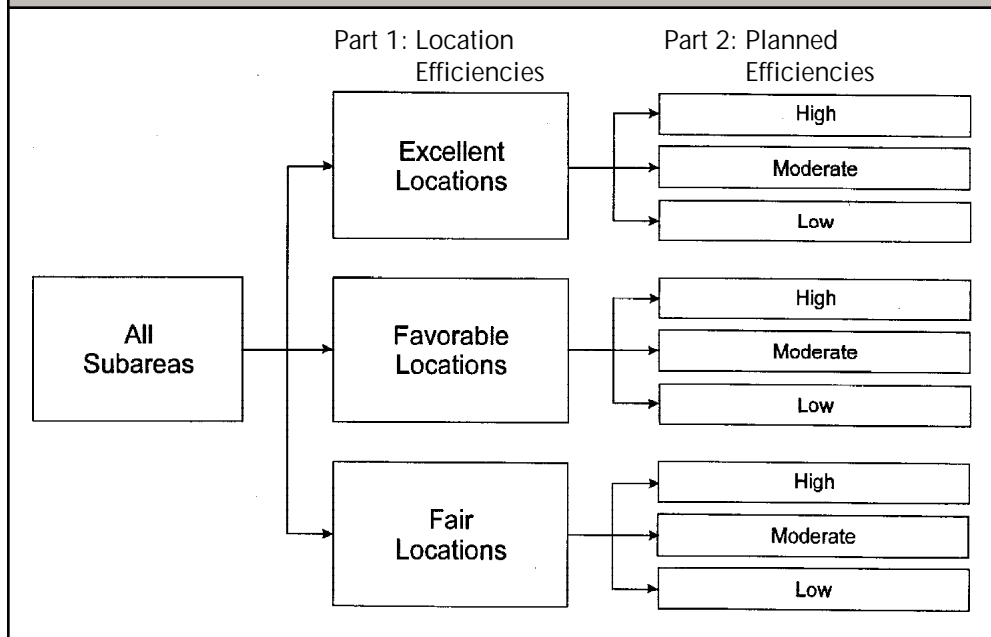 Part 1: Location
Efficiencies
Part 2: Planned
Efficiencies
All
Subareas
Excellent
Locations
High
Moderate
Low
Favorable
Locations
High
Moderate
Low
Fair
Locations
High
Moderate
Low